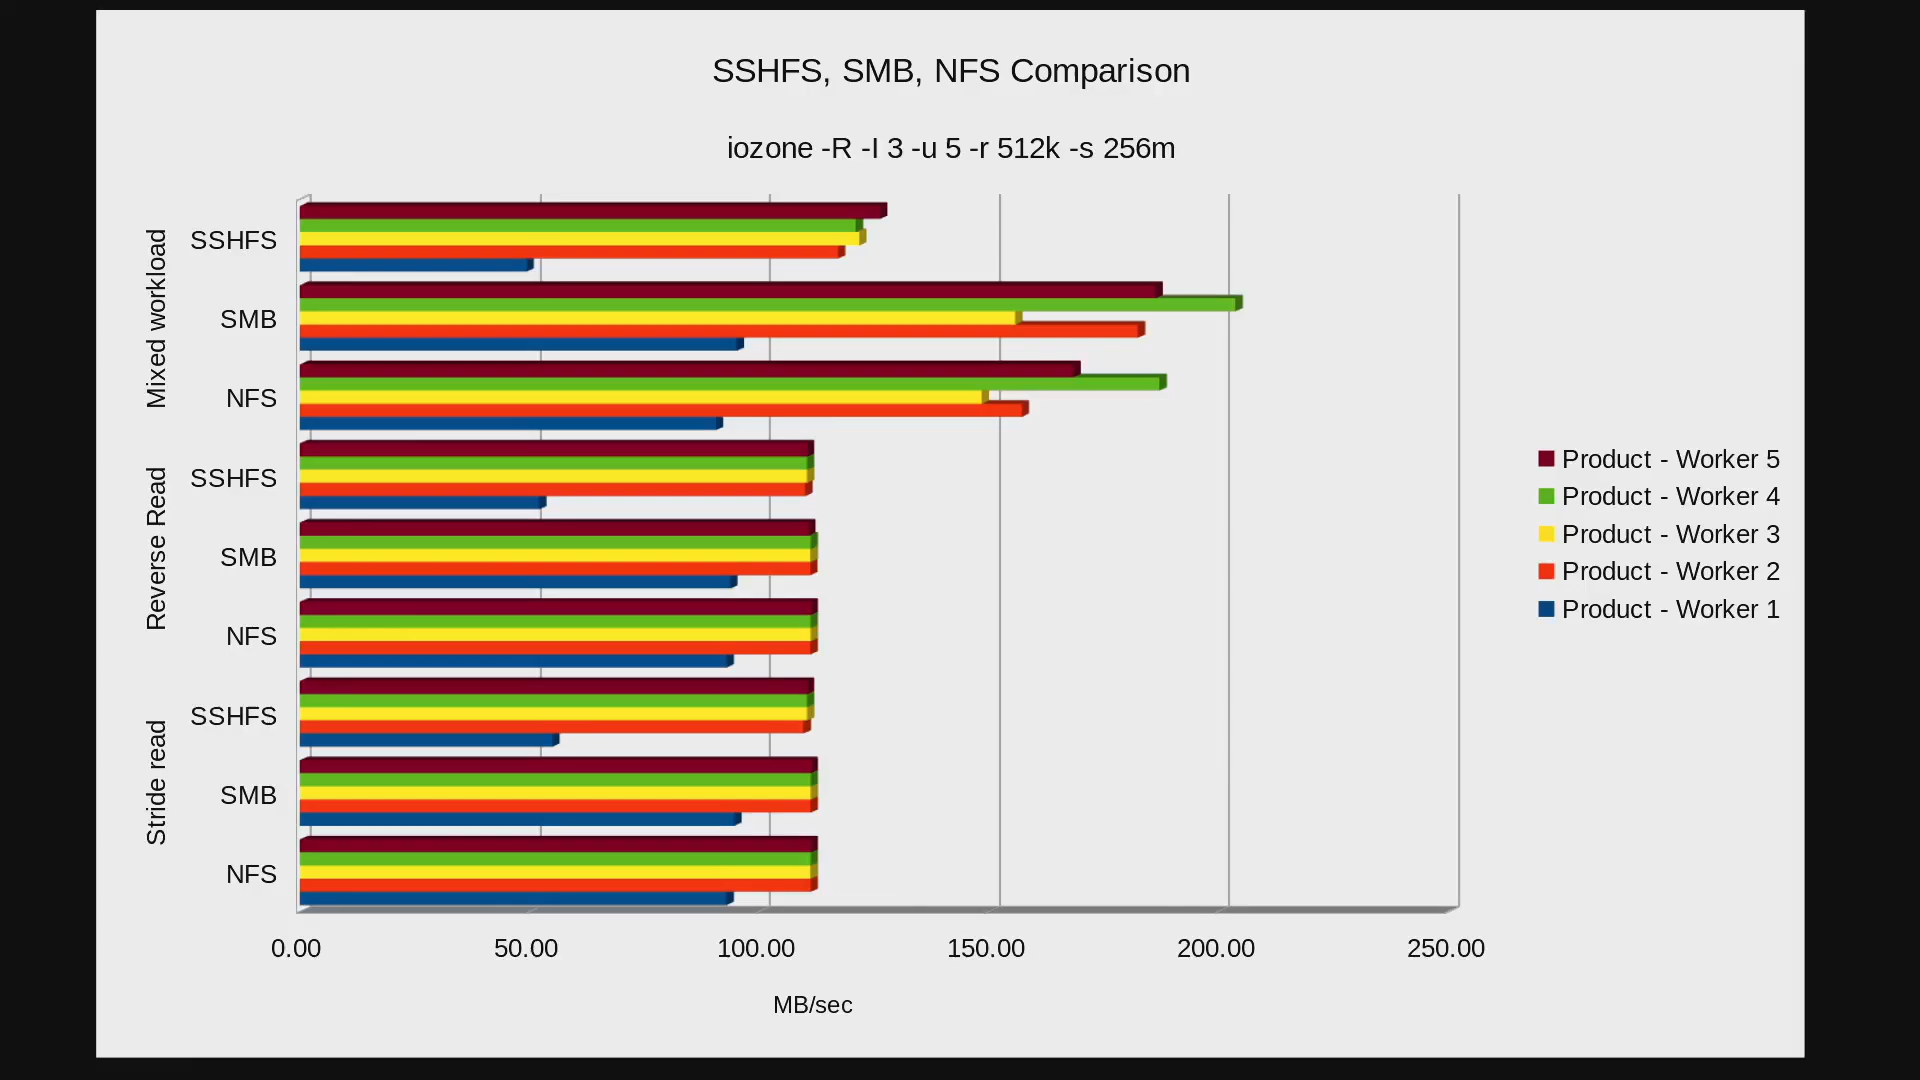 SSHFS, SMB, NFS Comparison
iozone -R -I 3 -u 5 -r 512k -s 256m
Mixed workload
SSHFS
SMB
NFS
Reverse Read
SSHFS
SMB
NFS
Stride read
SSHFS
SMB
NFS
0.00 50.00 100.00 150.00 200.00 250.00
MB/sec
Product - Worker 5
Product - Worker 4
Product - Worker 3
Product - Worker 2
Product - Worker 1